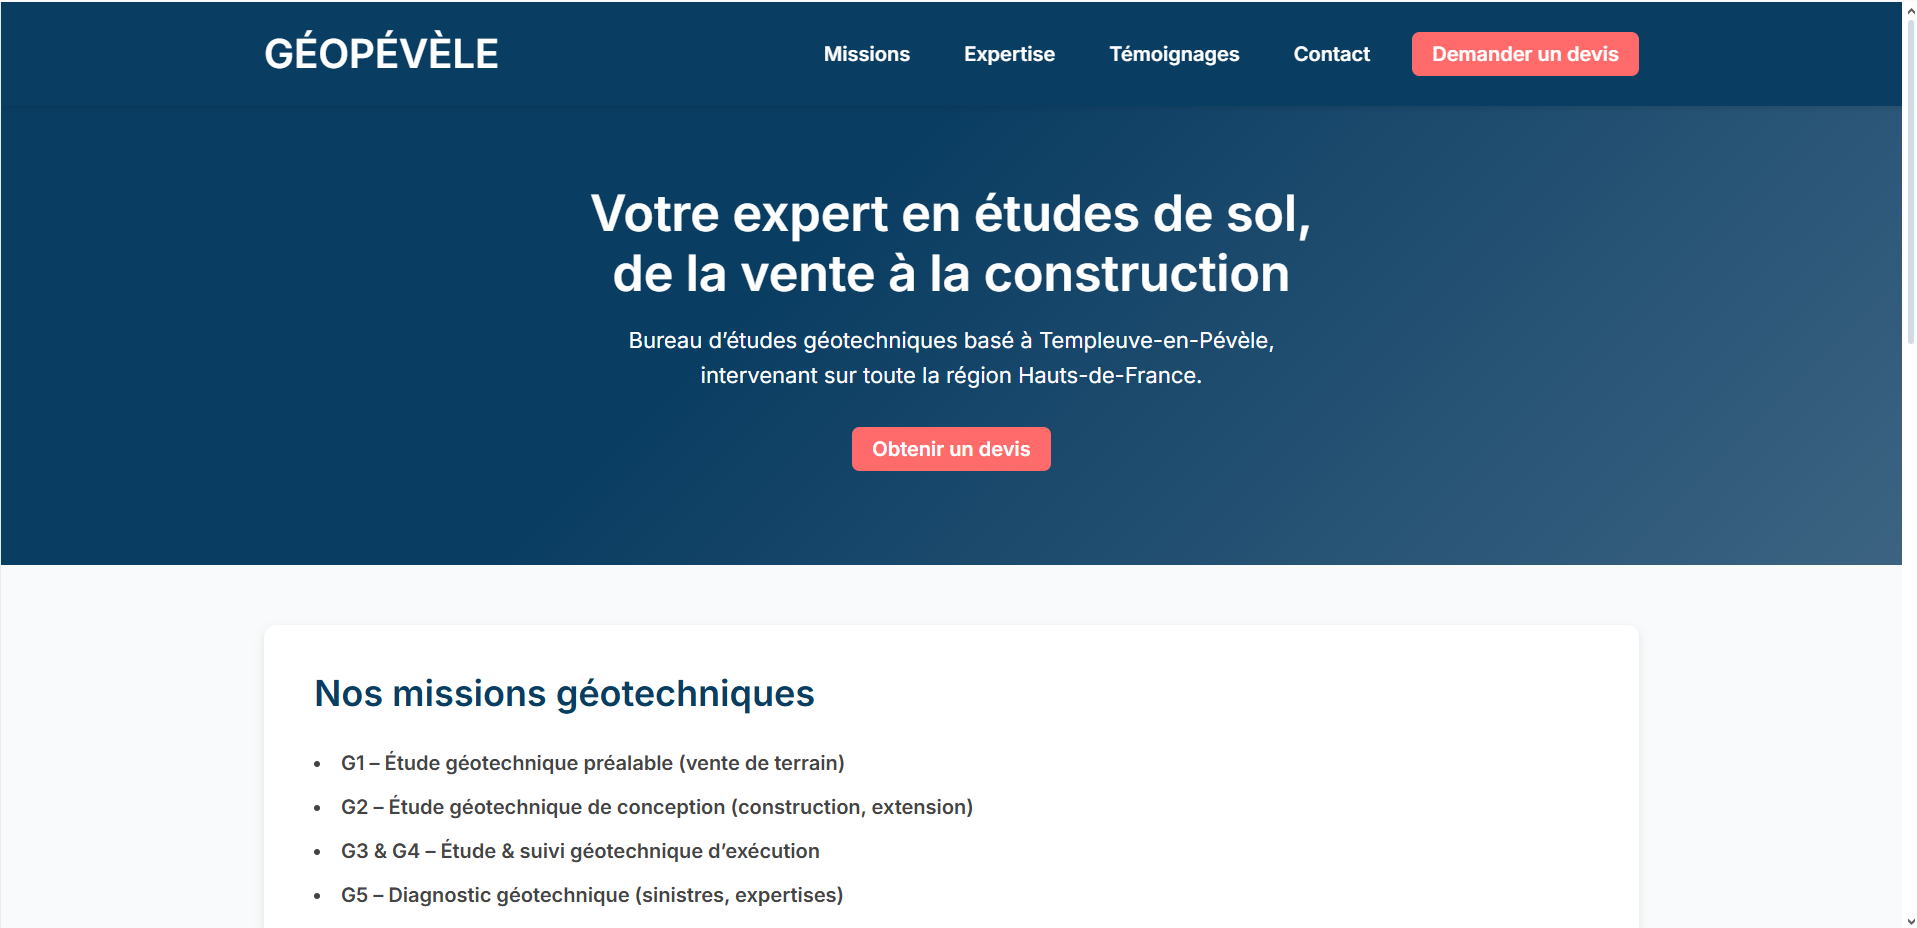 GÉOPÉVÈLE
Missions
Expertise
Témoignages
Contact
Demander un devis
Votre expert en études de sol,
de la vente à la construction
Bureau d’études géotechniques basé à Templeuve-en-Pévèle,
intervenant sur toute la région Hauts-de-France.
Obtenir un devis
Nos missions géotechniques
• G1 – Étude géotechnique préalable (vente de terrain)
• G2 – Étude géotechnique de conception (construction, extension)
• G3 & G4 – Étude & suivi géotechnique d’exécution
• G5 – Diagnostic géotechnique (sinistres, expertises)